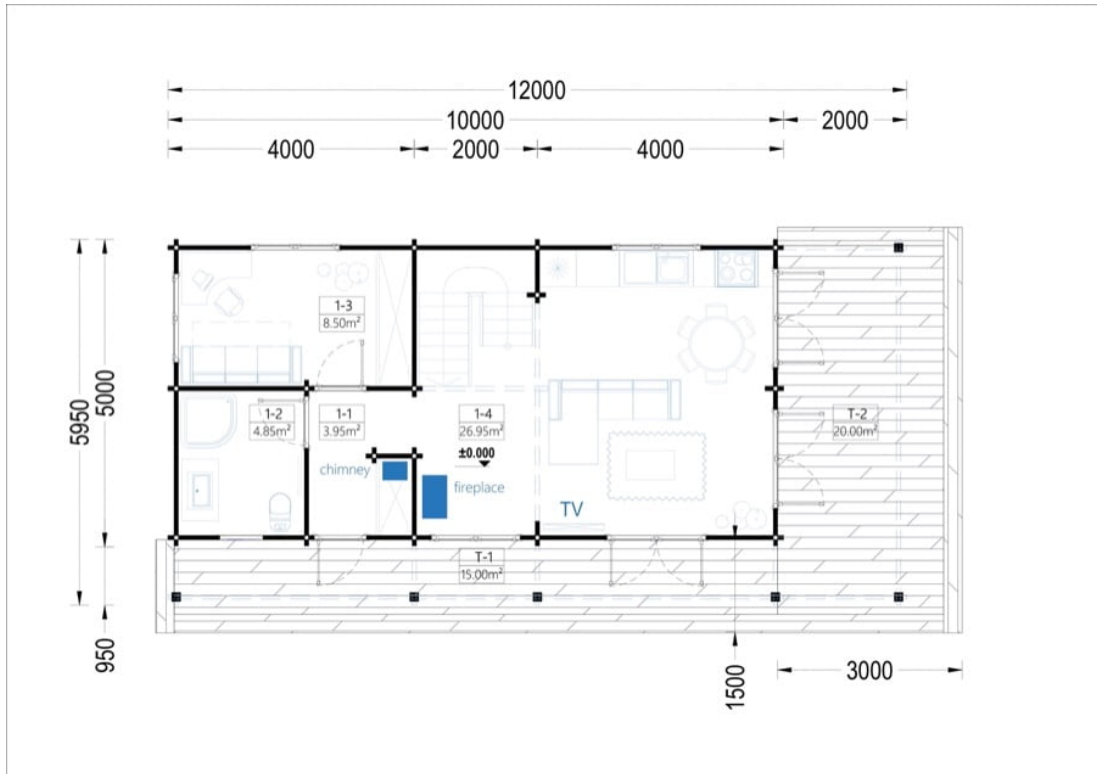 12000
10000
2000
4000
2000
4000
1-3
8.50m²
5950
5000
1-2
4.85m²
1-1
3.95m²
1-4
26.95m²
±0.000
T-2
20.00m²
chimney
fireplace
TV
T-1
15.00m²
950
1500
3000